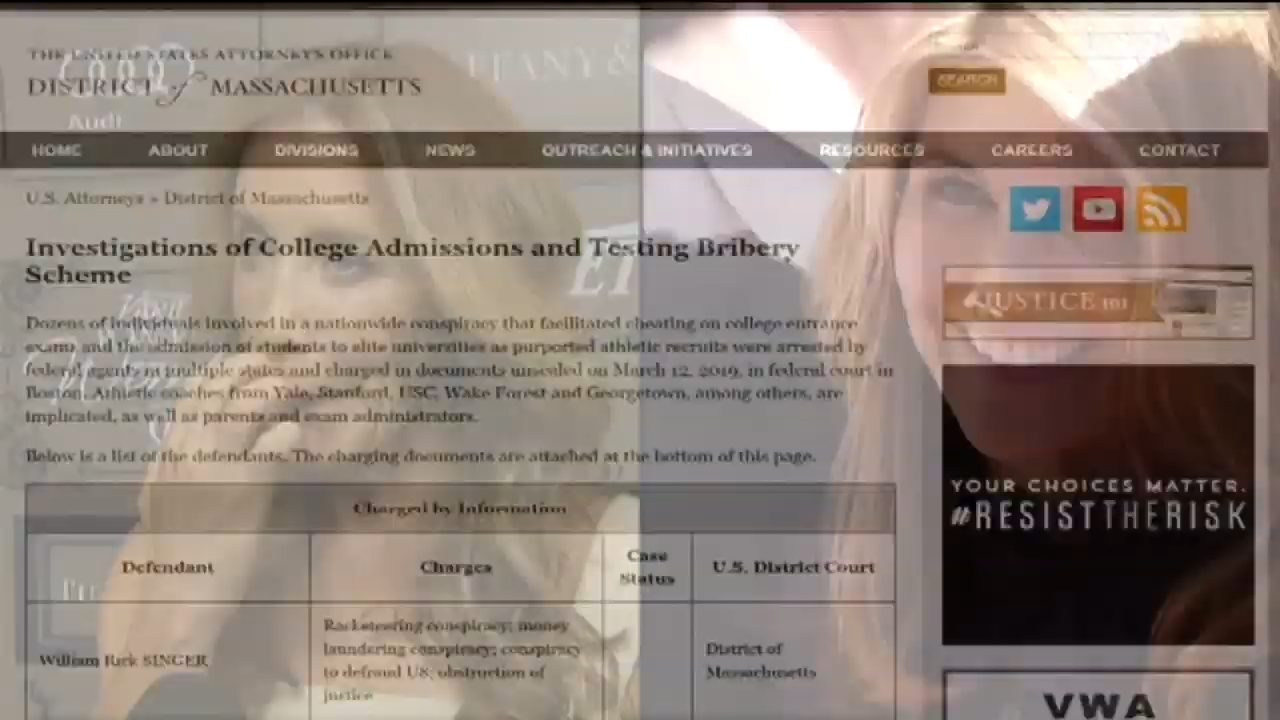 THE UNITED STATES ATTORNEY'S OFFICE
DISTRICT of MASSACHUSETTS
SEARCH
HOME ABOUT DIVISIONS NEWS OUTREACH & INITIATIVES RESOURCES CAREERS CONTACT
U.S. Attorneys » District of Massachusetts
Investigations of College Admissions and Testing Bribery
Scheme
Dozens of individuals involved in a nationwide conspiracy that facilitated cheating on college entrance
exams and the admission of students to elite universities as purported athletic recruits were arrested by
federal agents in multiple states and charged in documents unsealed on March 12, 2019, in federal court in
Boston. Athletic coaches from Yale, Stanford, USC, Wake Forest and Georgetown, among others, are
implicated, as well as parents and exam administrators.
Below is a list of the defendants. The charging documents are attached at the bottom of this page.
Charged by Information
Defendant Charges Case Status U.S. District Court
William Rick SINGER
Racketeering conspiracy; money
laundering conspiracy; conspiracy
to defraud US; obstruction of
justice
District of
Massachusetts
JUSTICE 101
YOUR CHOICES MATTER.
#RESISTTHERISK
VWA
Audi
TIFFANY &